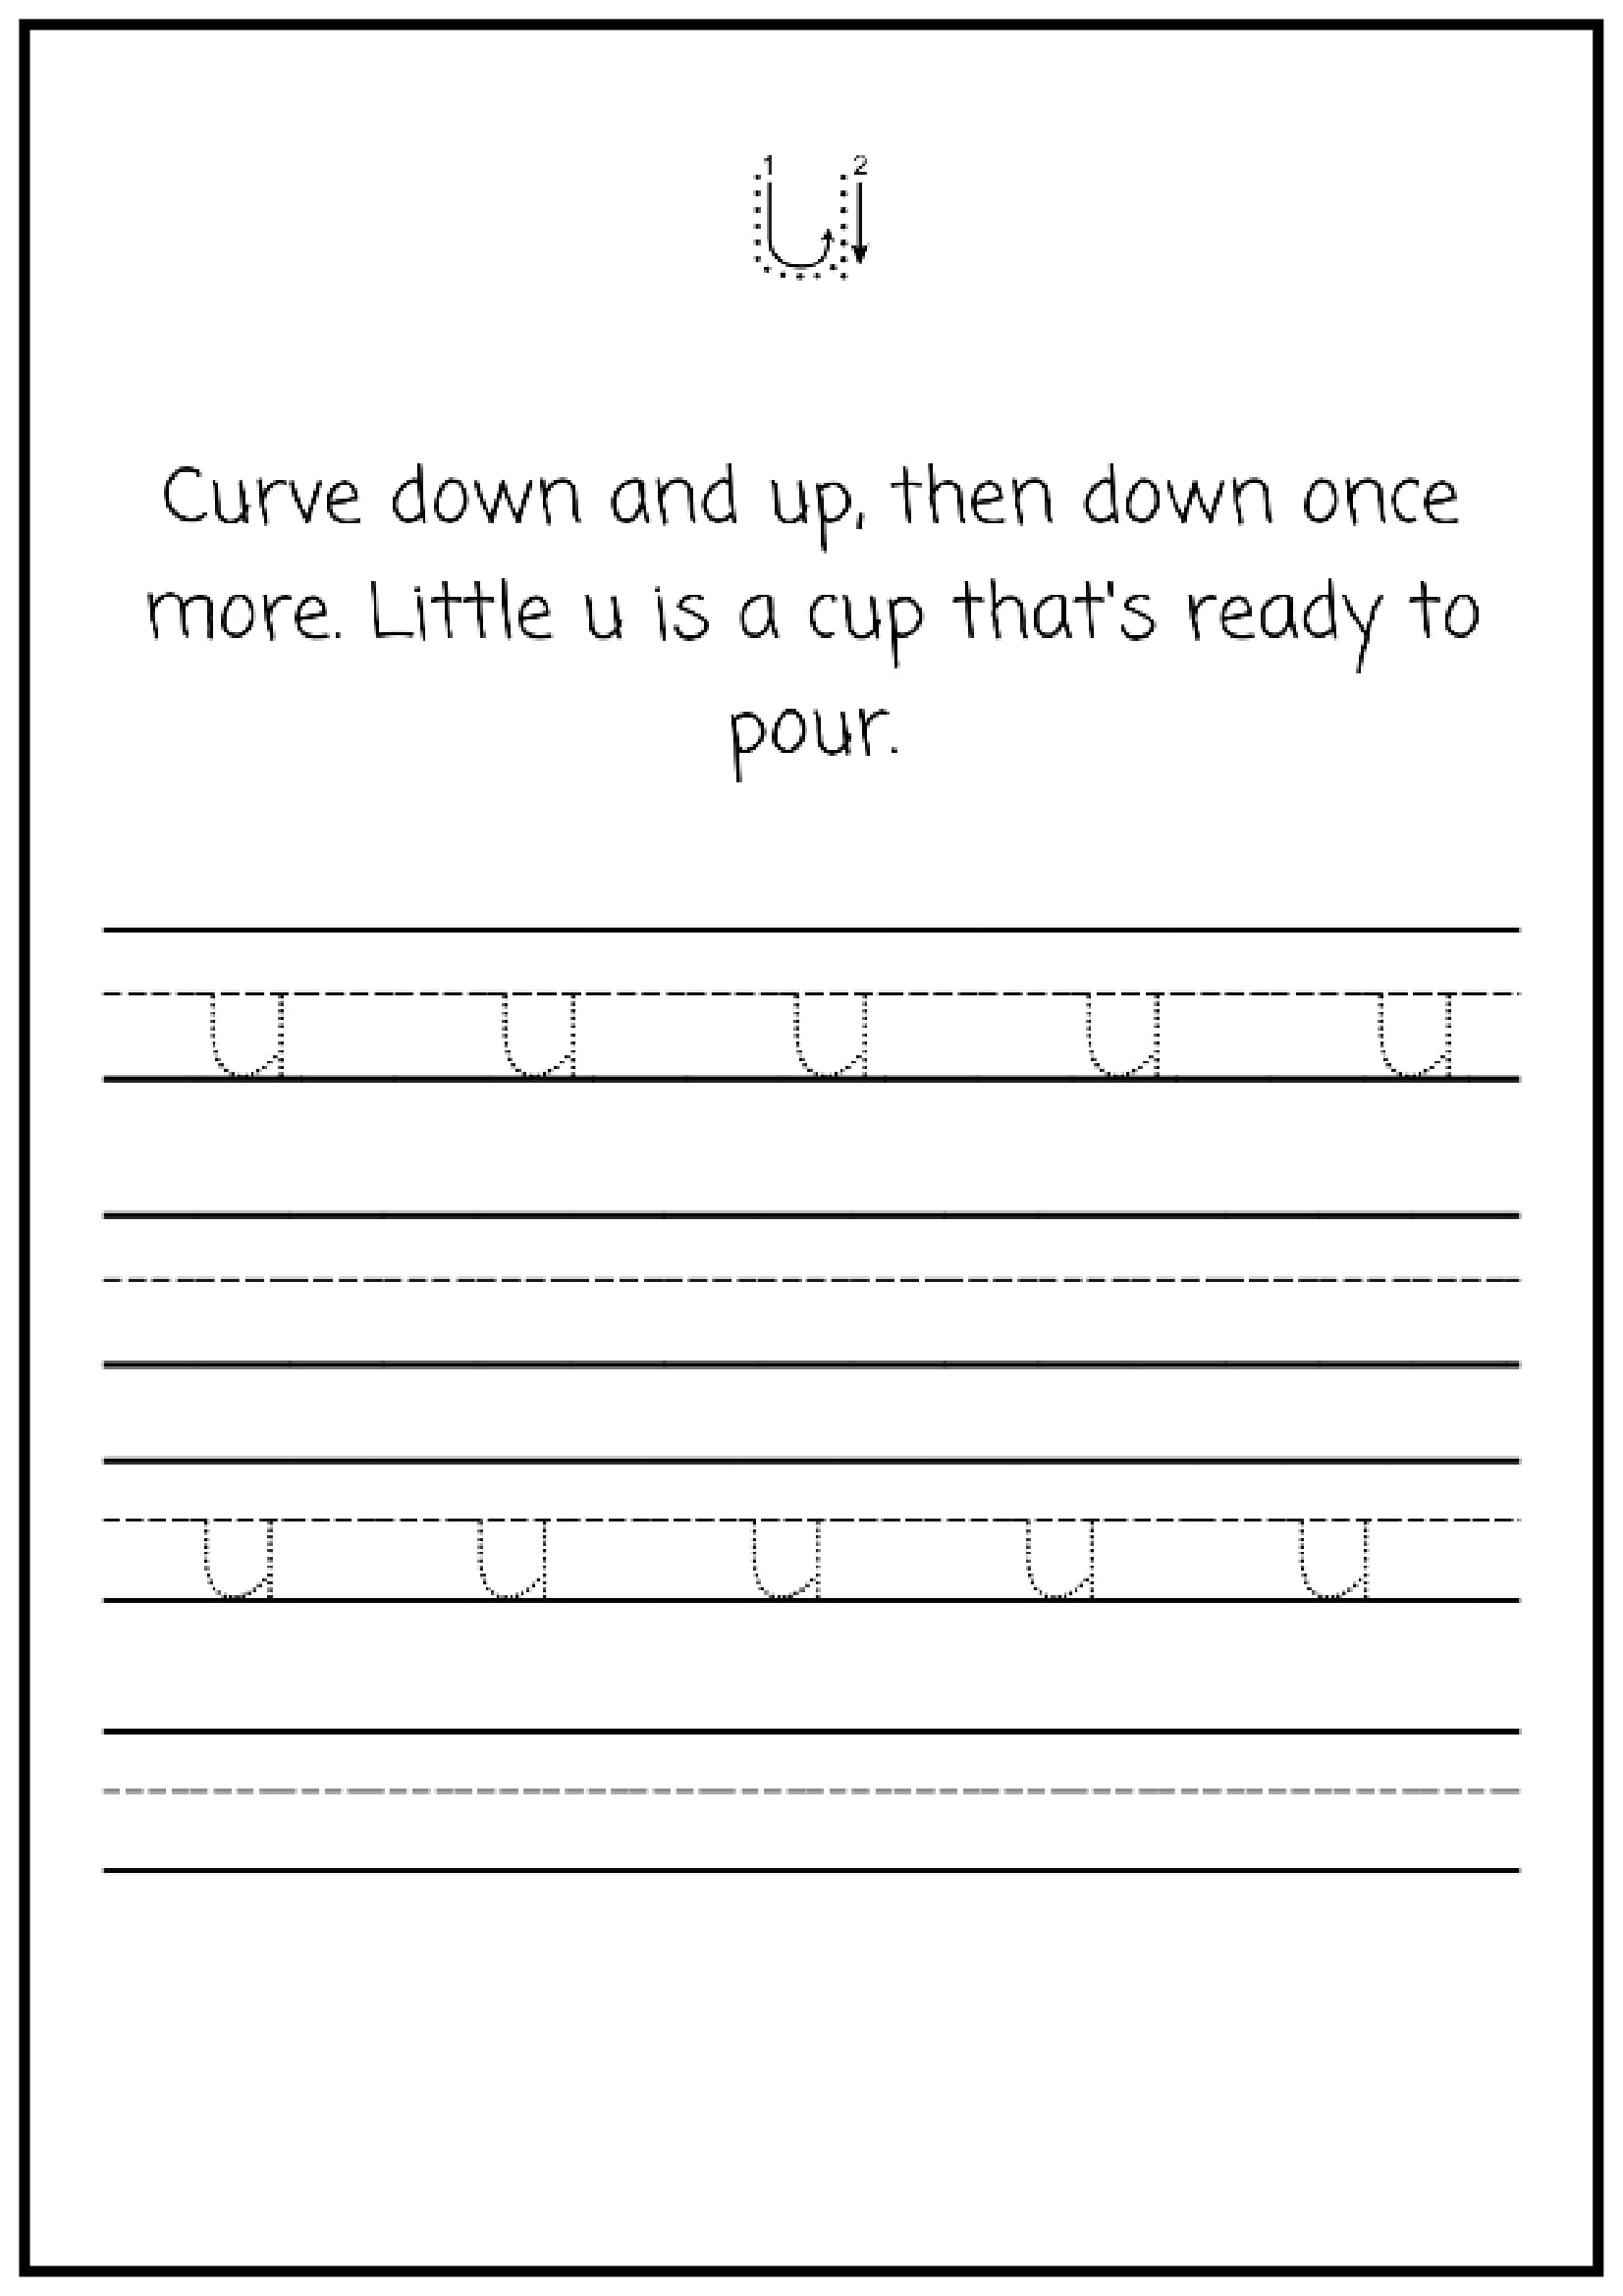 1 2
u
Curve down and up, then down once
more. Little u is a cup that's ready to
pour.
u u u u u
u u u u u